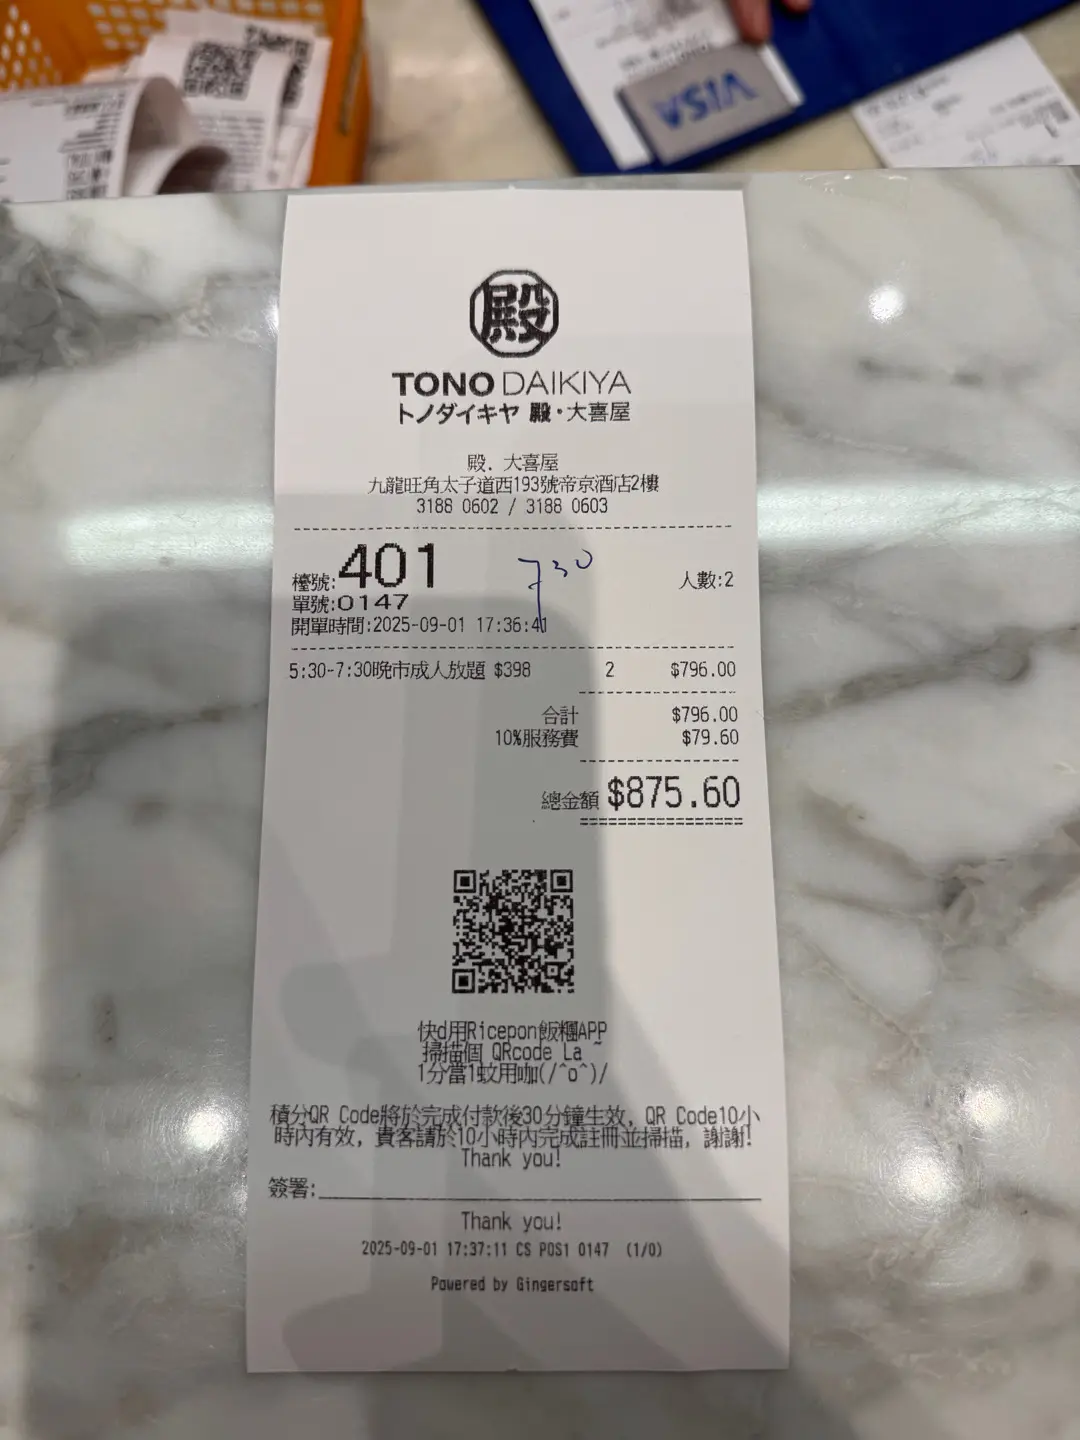 VISA
殿
TONO DAIKIYA
トノダイキヤ 殿・大喜屋
殿．大喜屋
九龍旺角太子道西193號帝京酒店2樓
3188 0602 / 3188 0603
檯號:401
730
人數:2
單號:0147
開單時間:2025-09-01 17:36:41
5:30-7:30晚市成人放題 $398 2 $796.00
合計 $796.00
10%服務費 $79.60
總金額 $875.60
快d用Ricepon飯糰APP
掃描個 QRcode La ~
1分當1蚊用咖(/^o^)/
積分QR Code將於完成付款後30分鐘生效, QR Code10小
時內有效, 貴客請於10小時內完成註冊並掃描, 謝謝!
Thank you!
簽署:
Thank you!
2025-09-01 17:37:11 CS POS1 0147 (1/0)
Powered by Gingersoft